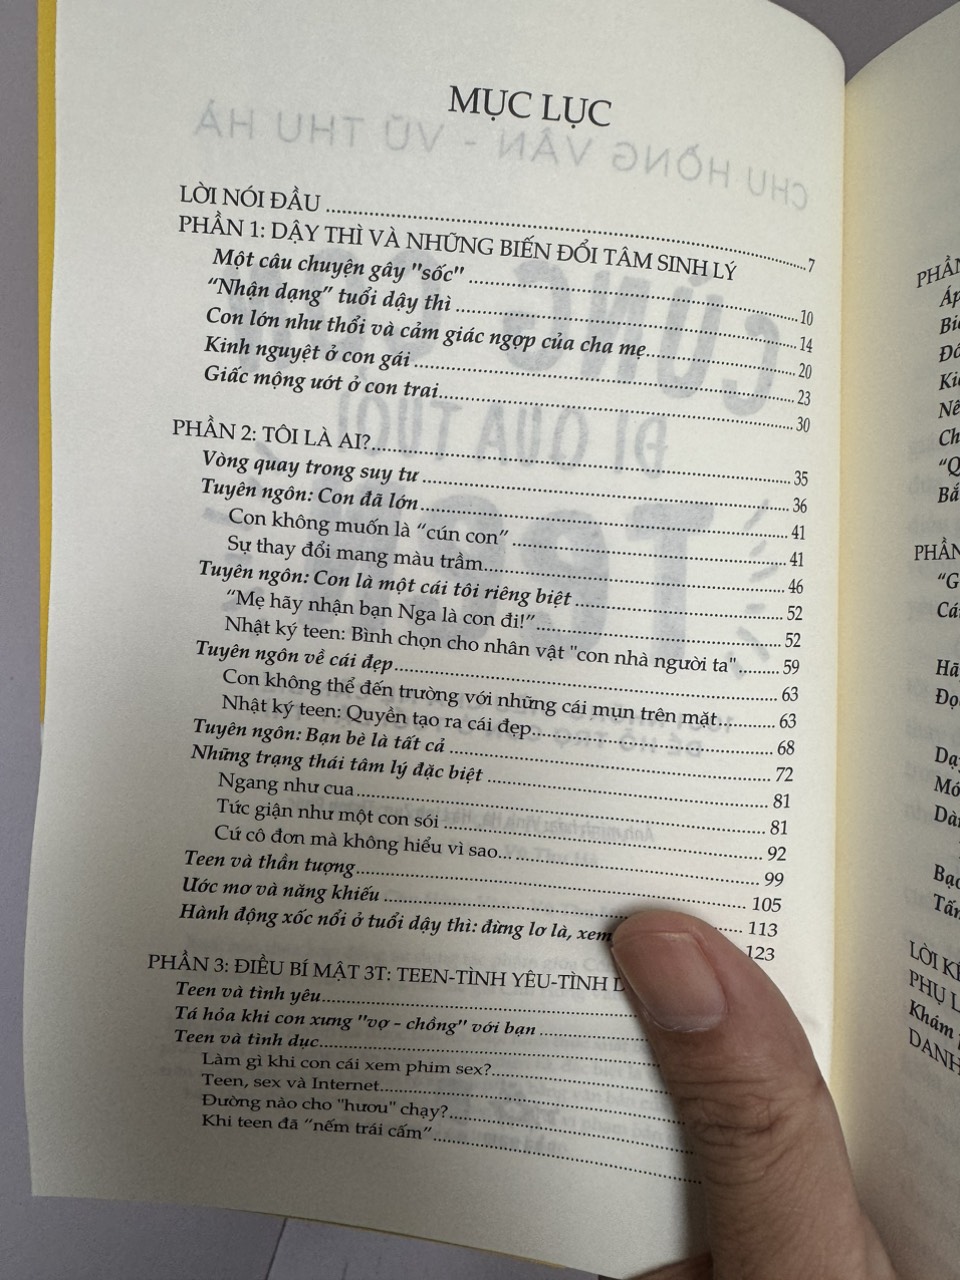 MỤC LỤC
CHU HỒNG VÂN - VŨ THU HÀ
LỜI NÓI ĐẦU ........ 7
PHẦN 1: DẬY THÌ VÀ NHỮNG BIẾN ĐỔI TÂM SINH LÝ
Một câu chuyện gây "sốc" ........ 10
“Nhận dạng” tuổi dậy thì ........ 14
Con lớn như thổi và cảm giác ngợp của cha mẹ ........ 20
Kinh nguyệt ở con gái ........ 23
Giấc mộng ướt ở con trai ........ 30
PHẦN 2: TÔI LÀ AI? ........ 35
Vòng quay trong suy tư ........ 36
Tuyên ngôn: Con đã lớn ........ 41
Con không muốn là “cún con” ........ 41
Sự thay đổi mang màu trầm ........ 46
Tuyên ngôn: Con là một cái tôi riêng biệt ........ 52
“Mẹ hãy nhận bạn Nga là con đi!” ........ 52
Nhật ký teen: Bình chọn cho nhân vật "con nhà người ta" ........ 59
Tuyên ngôn về cái đẹp ........ 63
Con không thể đến trường với những cái mụn trên mặt ........ 63
Nhật ký teen: Quyền tạo ra cái đẹp ........ 68
Tuyên ngôn: Bạn bè là tất cả ........ 72
Những trạng thái tâm lý đặc biệt ........ 81
Ngang như cua ........ 81
Tức giận như một con sói ........ 92
Cứ cô đơn mà không hiểu vì sao... ........ 99
Teen và thần tượng ........ 105
Ước mơ và năng khiếu ........ 113
Hành động xốc nổi ở tuổi dậy thì: đừng lơ là, xem ........ 123
PHẦN 3: ĐIỀU BÍ MẬT 3T: TEEN-TÌNH YÊU-TÌNH
Teen và tình yêu
Tá hỏa khi con xưng "vợ - chồng" với bạn
Teen và tình dục
Làm gì khi con cái xem phim sex?
Teen, sex và Internet
Đường nào cho "hươu" chạy?
Khi teen đã “nếm trái cấm”
CÙNG
ĐI QUA TUỔI
PHẦN
LỜI
PHỤ
Khám
DANH